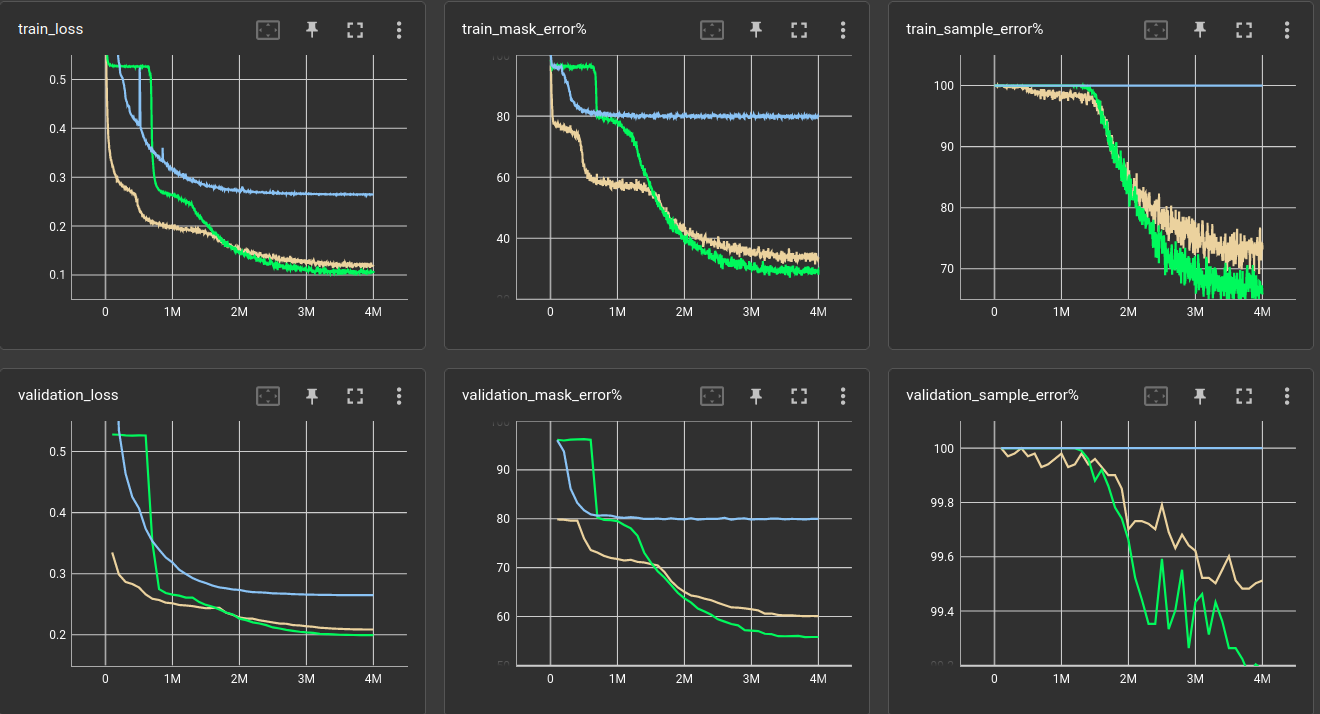 train_loss
0.5
0.4
0.3
0.2
0.1
0 1M 2M 3M 4M
train_mask_error%
80
60
40
0 1M 2M 3M 4M
train_sample_error%
100
90
80
70
0 1M 2M 3M 4M
validation_loss
0.5
0.4
0.3
0.2
0 1M 2M 3M 4M
validation_mask_error%
90
80
70
60
0 1M 2M 3M 4M
validation_sample_error%
100
99.8
99.6
99.4
0 1M 2M 3M 4M